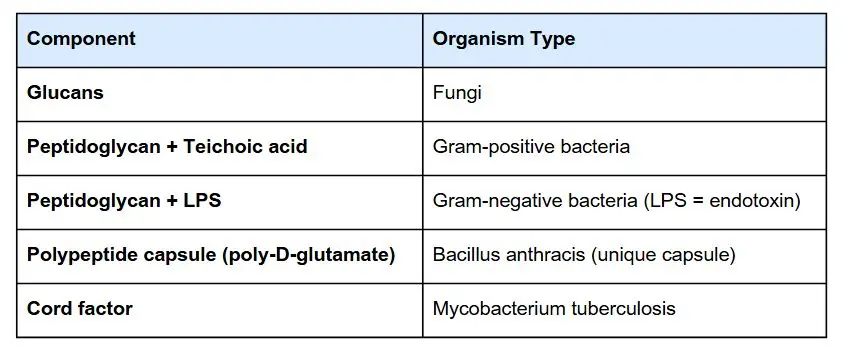 Component Organism Type
Glucans Fungi
Peptidoglycan + Teichoic acid Gram-positive bacteria
Peptidoglycan + LPS Gram-negative bacteria (LPS = endotoxin)
Polypeptide capsule (poly-D-glutamate) Bacillus anthracis (unique capsule)
Cord factor Mycobacterium tuberculosis